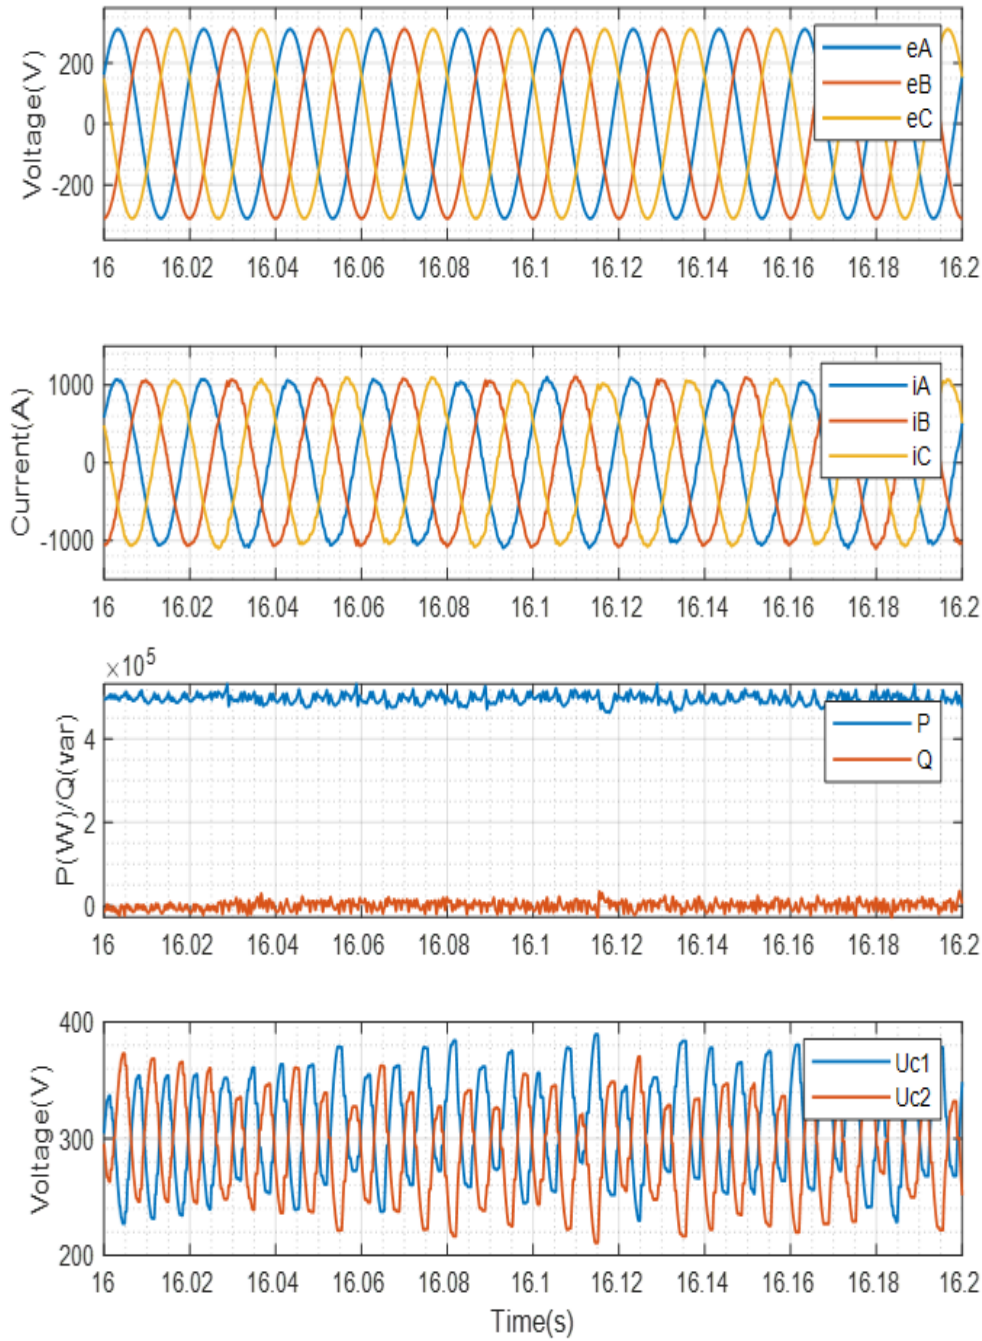 Voltage(V)
200
0
-200
eA
eB
eC
16 16.02 16.04 16.06 16.08 16.1 16.12 16.14 16.16 16.18 16.2
Current(A)
1000
0
-1000
iA
iB
iC
16 16.02 16.04 16.06 16.08 16.1 16.12 16.14 16.16 16.18 16.2
×10⁵
P(W)/Q(var)
4
2
0
P
Q
16 16.02 16.04 16.06 16.08 16.1 16.12 16.14 16.16 16.18 16.2
Voltage(V)
400
300
200
Uc1
Uc2
16 16.02 16.04 16.06 16.08 16.1 16.12 16.14 16.16 16.18 16.2
Time(s)